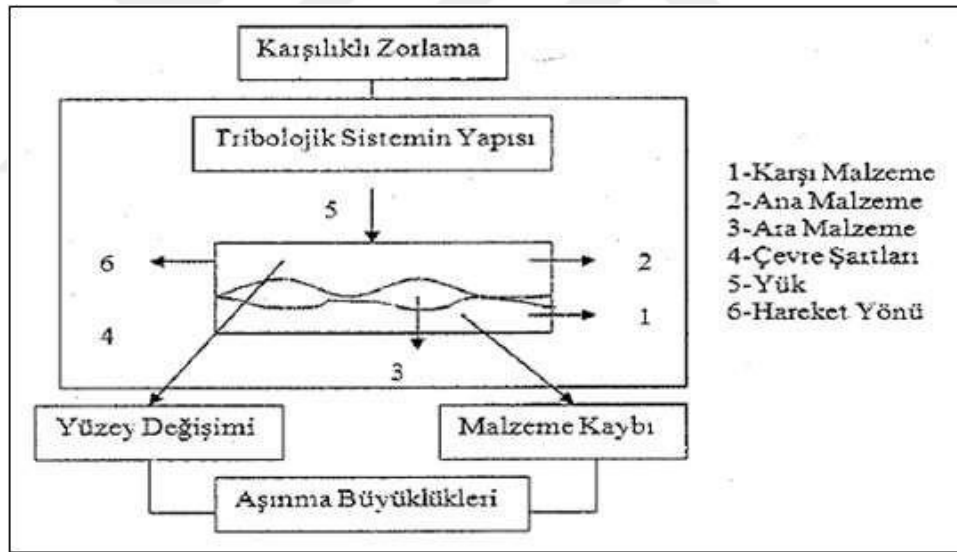 Karşılıklı Zorlama
Tribolojik Sistemin Yapısı
5
6
2
4
1
3
1-Karşı Malzeme
2-Ana Malzeme
3-Ara Malzeme
4-Çevre Şartları
5-Yük
6-Hareket Yönü
Yüzey Değişimi
Malzeme Kaybı
Aşınma Büyüklükleri